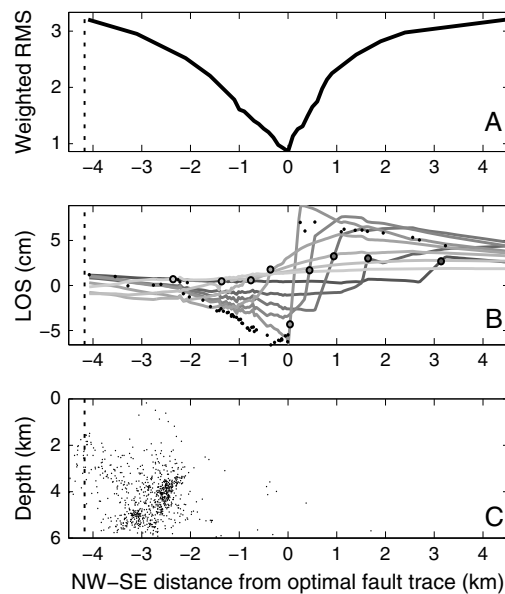 3
2
1
Weighted RMS
A
−4 −3 −2 −1 0 1 2 3 4
5
0
−5
LOS (cm)
B
−4 −3 −2 −1 0 1 2 3 4
0
2
4
6
Depth (km)
C
−4 −3 −2 −1 0 1 2 3 4
NW−SE distance from optimal fault trace (km)